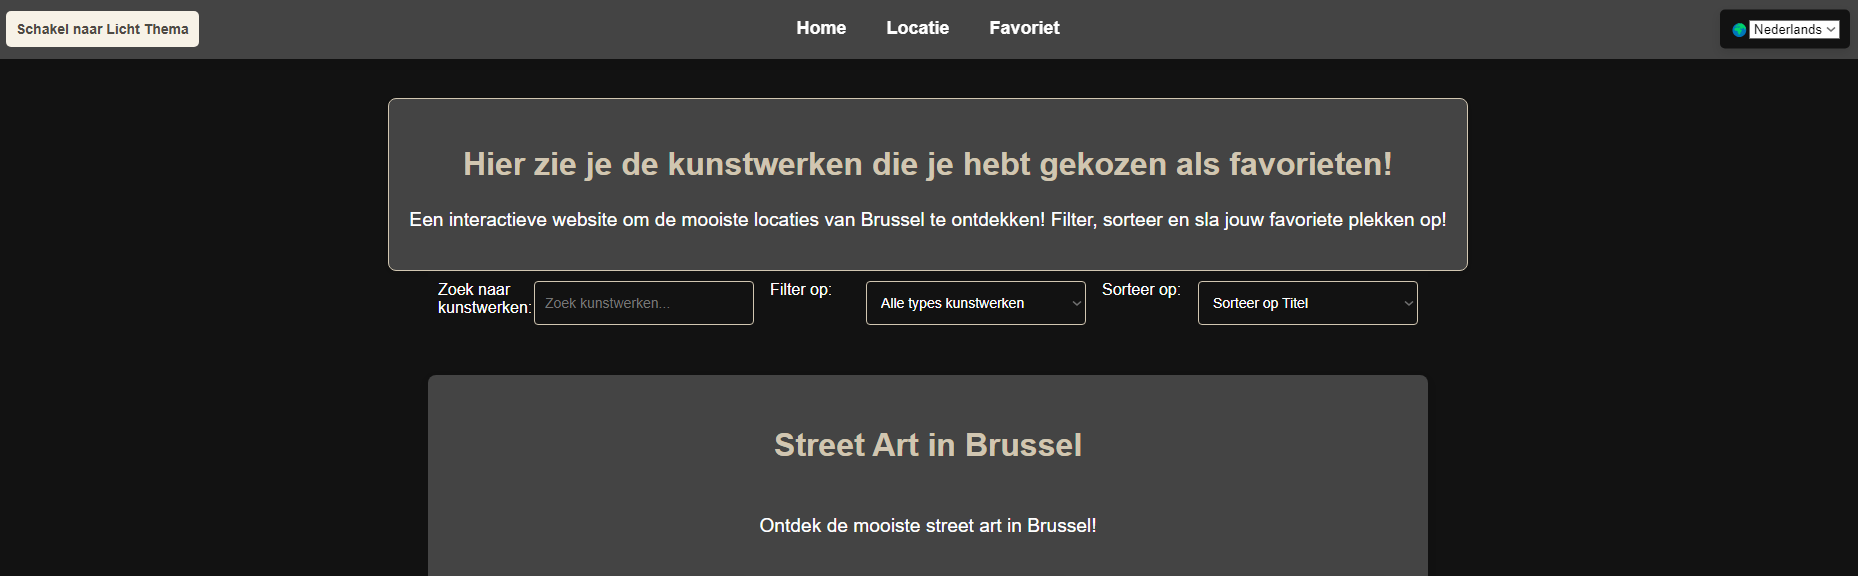 Schakel naar Licht Thema
Home
Locatie
Favoriet
Nederlands
Hier zie je de kunstwerken die je hebt gekozen als favorieten!
Een interactieve website om de mooiste locaties van Brussel te ontdekken! Filter, sorteer en sla jouw favoriete plekken op!
Zoek naar
kunstwerken:
Zoek kunstwerken...
Filter op:
Alle types kunstwerken
Sorteer op:
Sorteer op Titel
Street Art in Brussel
Ontdek de mooiste street art in Brussel!